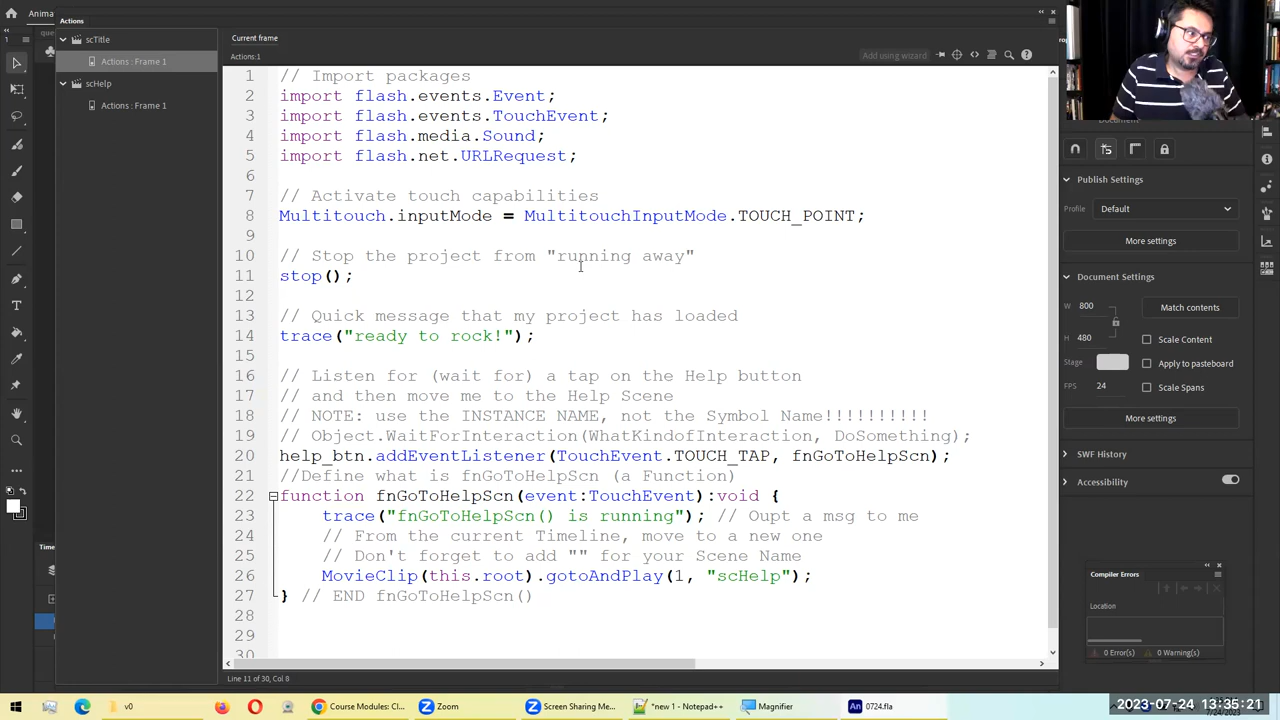 Anima
Actions
scTitle
Actions : Frame 1
scHelp
Actions : Frame 1
Current frame
Actions:1
Add using wizard
1 // Import packages
2 import flash.events.Event;
3 import flash.events.TouchEvent;
4 import flash.media.Sound;
5 import flash.net.URLRequest;
6
7 // Activate touch capabilities
8 Multitouch.inputMode = MultitouchInputMode.TOUCH_POINT;
9
10 // Stop the project from "running away"
11 stop();
12
13 // Quick message that my project has loaded
14 trace("ready to rock!");
15
16 // Listen for (wait for) a tap on the Help button
17 // and then move me to the Help Scene
18 // NOTE: use the INSTANCE NAME, not the Symbol Name!!!!!!!!!!
19 // Object.WaitForInteraction(WhatKindofInteraction, DoSomething);
20 help_btn.addEventListener(TouchEvent.TOUCH_TAP, fnGoToHelpScn);
21 //Define what is fnGoToHelpScn (a Function)
22 function fnGoToHelpScn(event:TouchEvent):void {
23 trace("fnGoToHelpScn() is running"); // Oupt a msg to me
24 // From the current Timeline, move to a new one
25 // Don't forget to add "" for your Scene Name
26 MovieClip(this.root).gotoAndPlay(1, "scHelp");
27 } // END fnGoToHelpScn()
28
29
30
Line 11 of 30, Col 8
Document
Publish Settings
Profile Default
More settings
Document Settings
W 800
Match contents
H 480
Scale Content
Stage
Apply to pasteboard
FPS 24
Scale Spans
More settings
SWF History
Accessibility
Compiler Errors
Location
0 Error(s) 0 Warning(s)
Time
v0
Course Modules: Cl...
Zoom
Screen Sharing Me...
*new 1 - Notepad++
Magnifier
0724.fla
2023-07-24 13:35:21